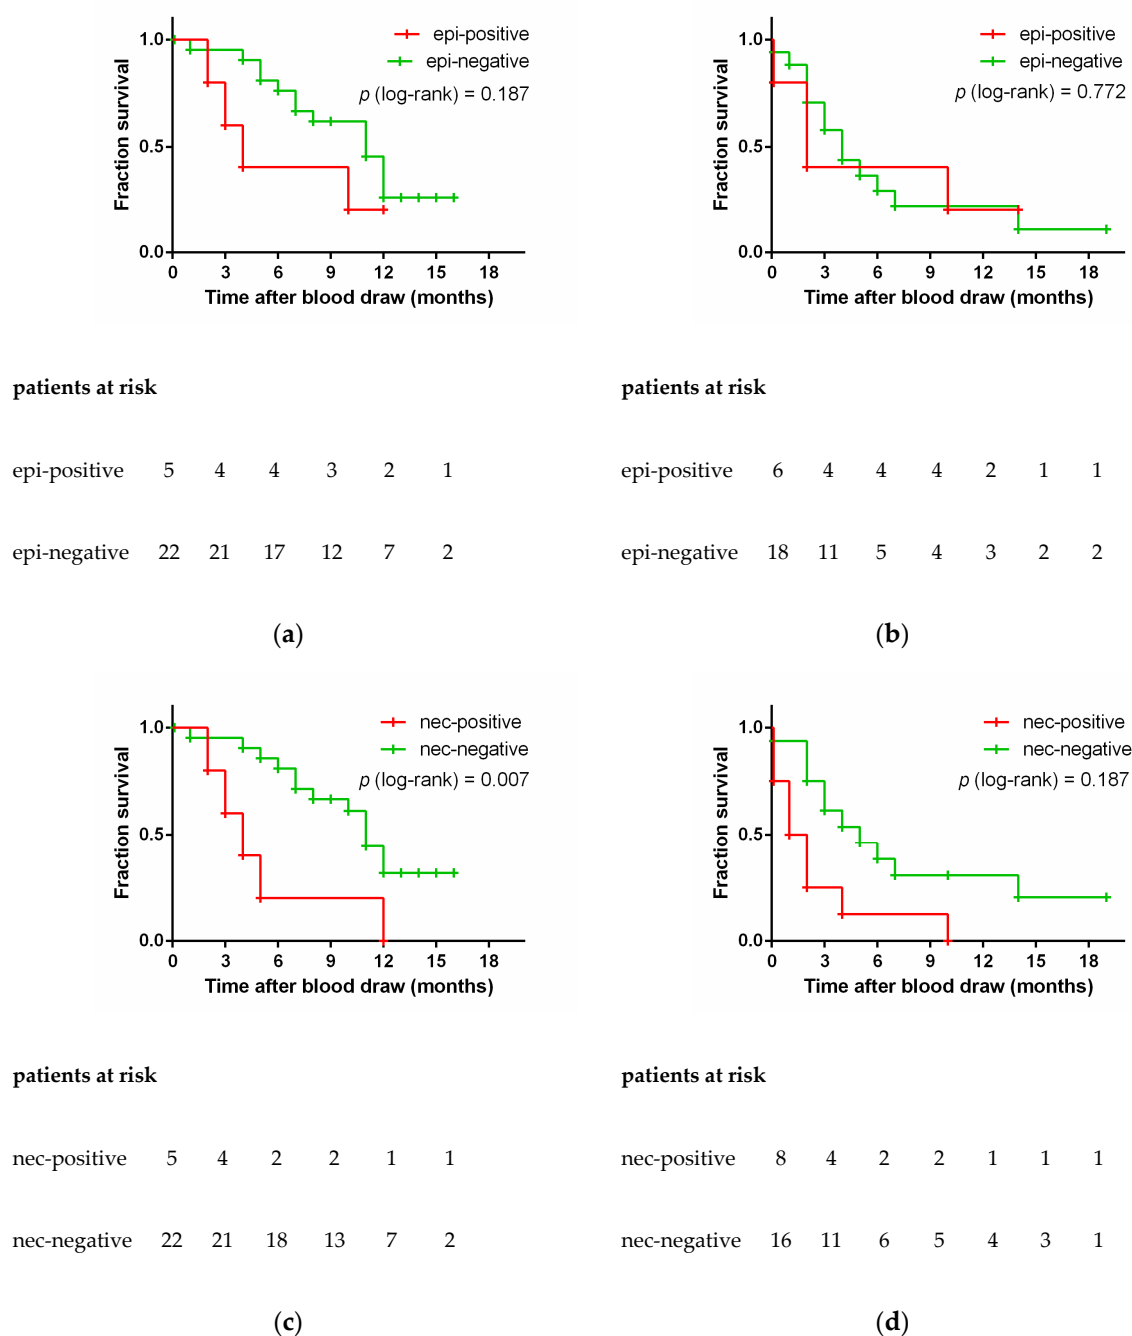 1.0
epi-positive
epi-negative
p (log-rank) = 0.187
Fraction survival
0.5
0.0
0 3 6 9 12 15 18
Time after blood draw (months)
patients at risk
epi-positive 5 4 4 3 2 1
epi-negative 22 21 17 12 7 2
(a)
1.0
epi-positive
epi-negative
p (log-rank) = 0.772
Fraction survival
0.5
0.0
0 3 6 9 12 15 18
Time after blood draw (months)
patients at risk
epi-positive 6 4 4 4 2 1 1
epi-negative 18 11 5 4 3 2 2
(b)
1.0
nec-positive
nec-negative
p (log-rank) = 0.007
Fraction survival
0.5
0.0
0 3 6 9 12 15 18
Time after blood draw (months)
patients at risk
nec-positive 5 4 2 2 1 1
nec-negative 22 21 18 13 7 2
(c)
1.0
nec-positive
nec-negative
p (log-rank) = 0.187
Fraction survival
0.5
0.0
0 3 6 9 12 15 18
Time after blood draw (months)
patients at risk
nec-positive 8 4 2 2 1 1 1
nec-negative 16 11 6 5 4 3 1
(d)